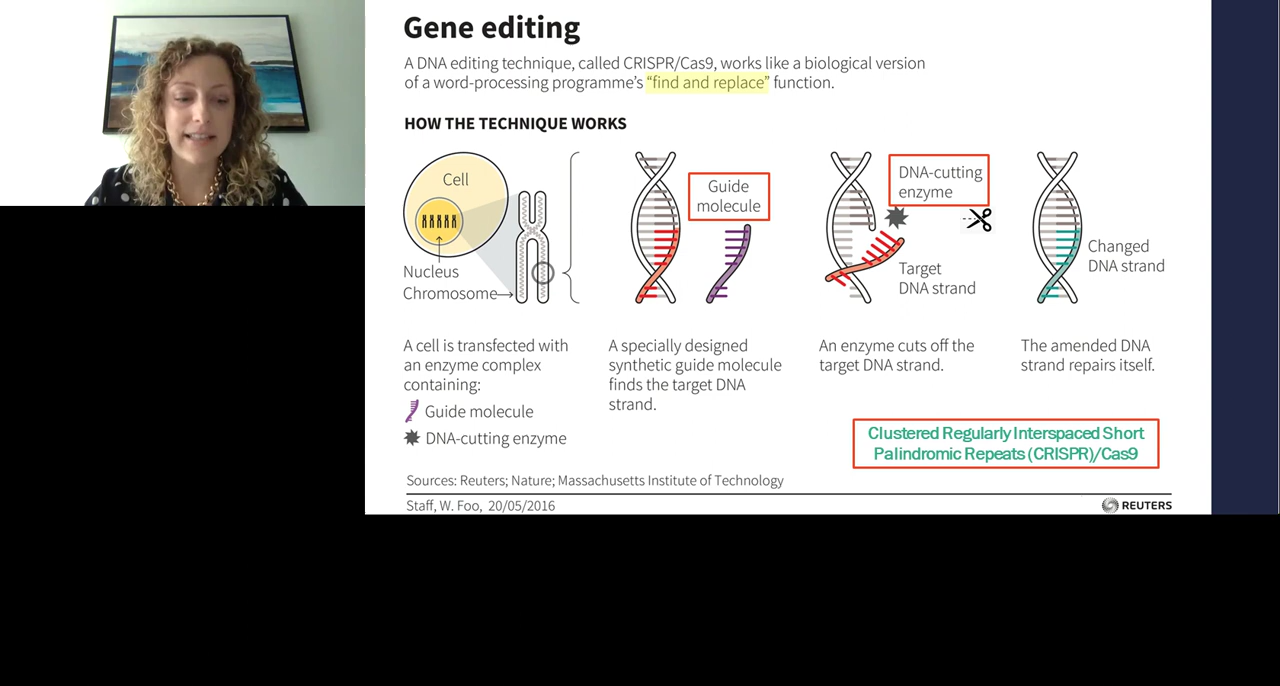 Gene editing
A DNA editing technique, called CRISPR/Cas9, works like a biological version
of a word-processing programme's “find and replace” function.
HOW THE TECHNIQUE WORKS
Cell
Nucleus
Chromosome
A cell is transfected with
an enzyme complex
containing:
Guide molecule
DNA-cutting enzyme
Guide
molecule
A specially designed
synthetic guide molecule
finds the target DNA
strand.
DNA-cutting
enzyme
Target
DNA strand
An enzyme cuts off the
target DNA strand.
Changed
DNA strand
The amended DNA
strand repairs itself.
Clustered Regularly Interspaced Short
Palindromic Repeats (CRISPR)/Cas9
Sources: Reuters; Nature; Massachusetts Institute of Technology
Staff, W. Foo, 20/05/2016
REUTERS